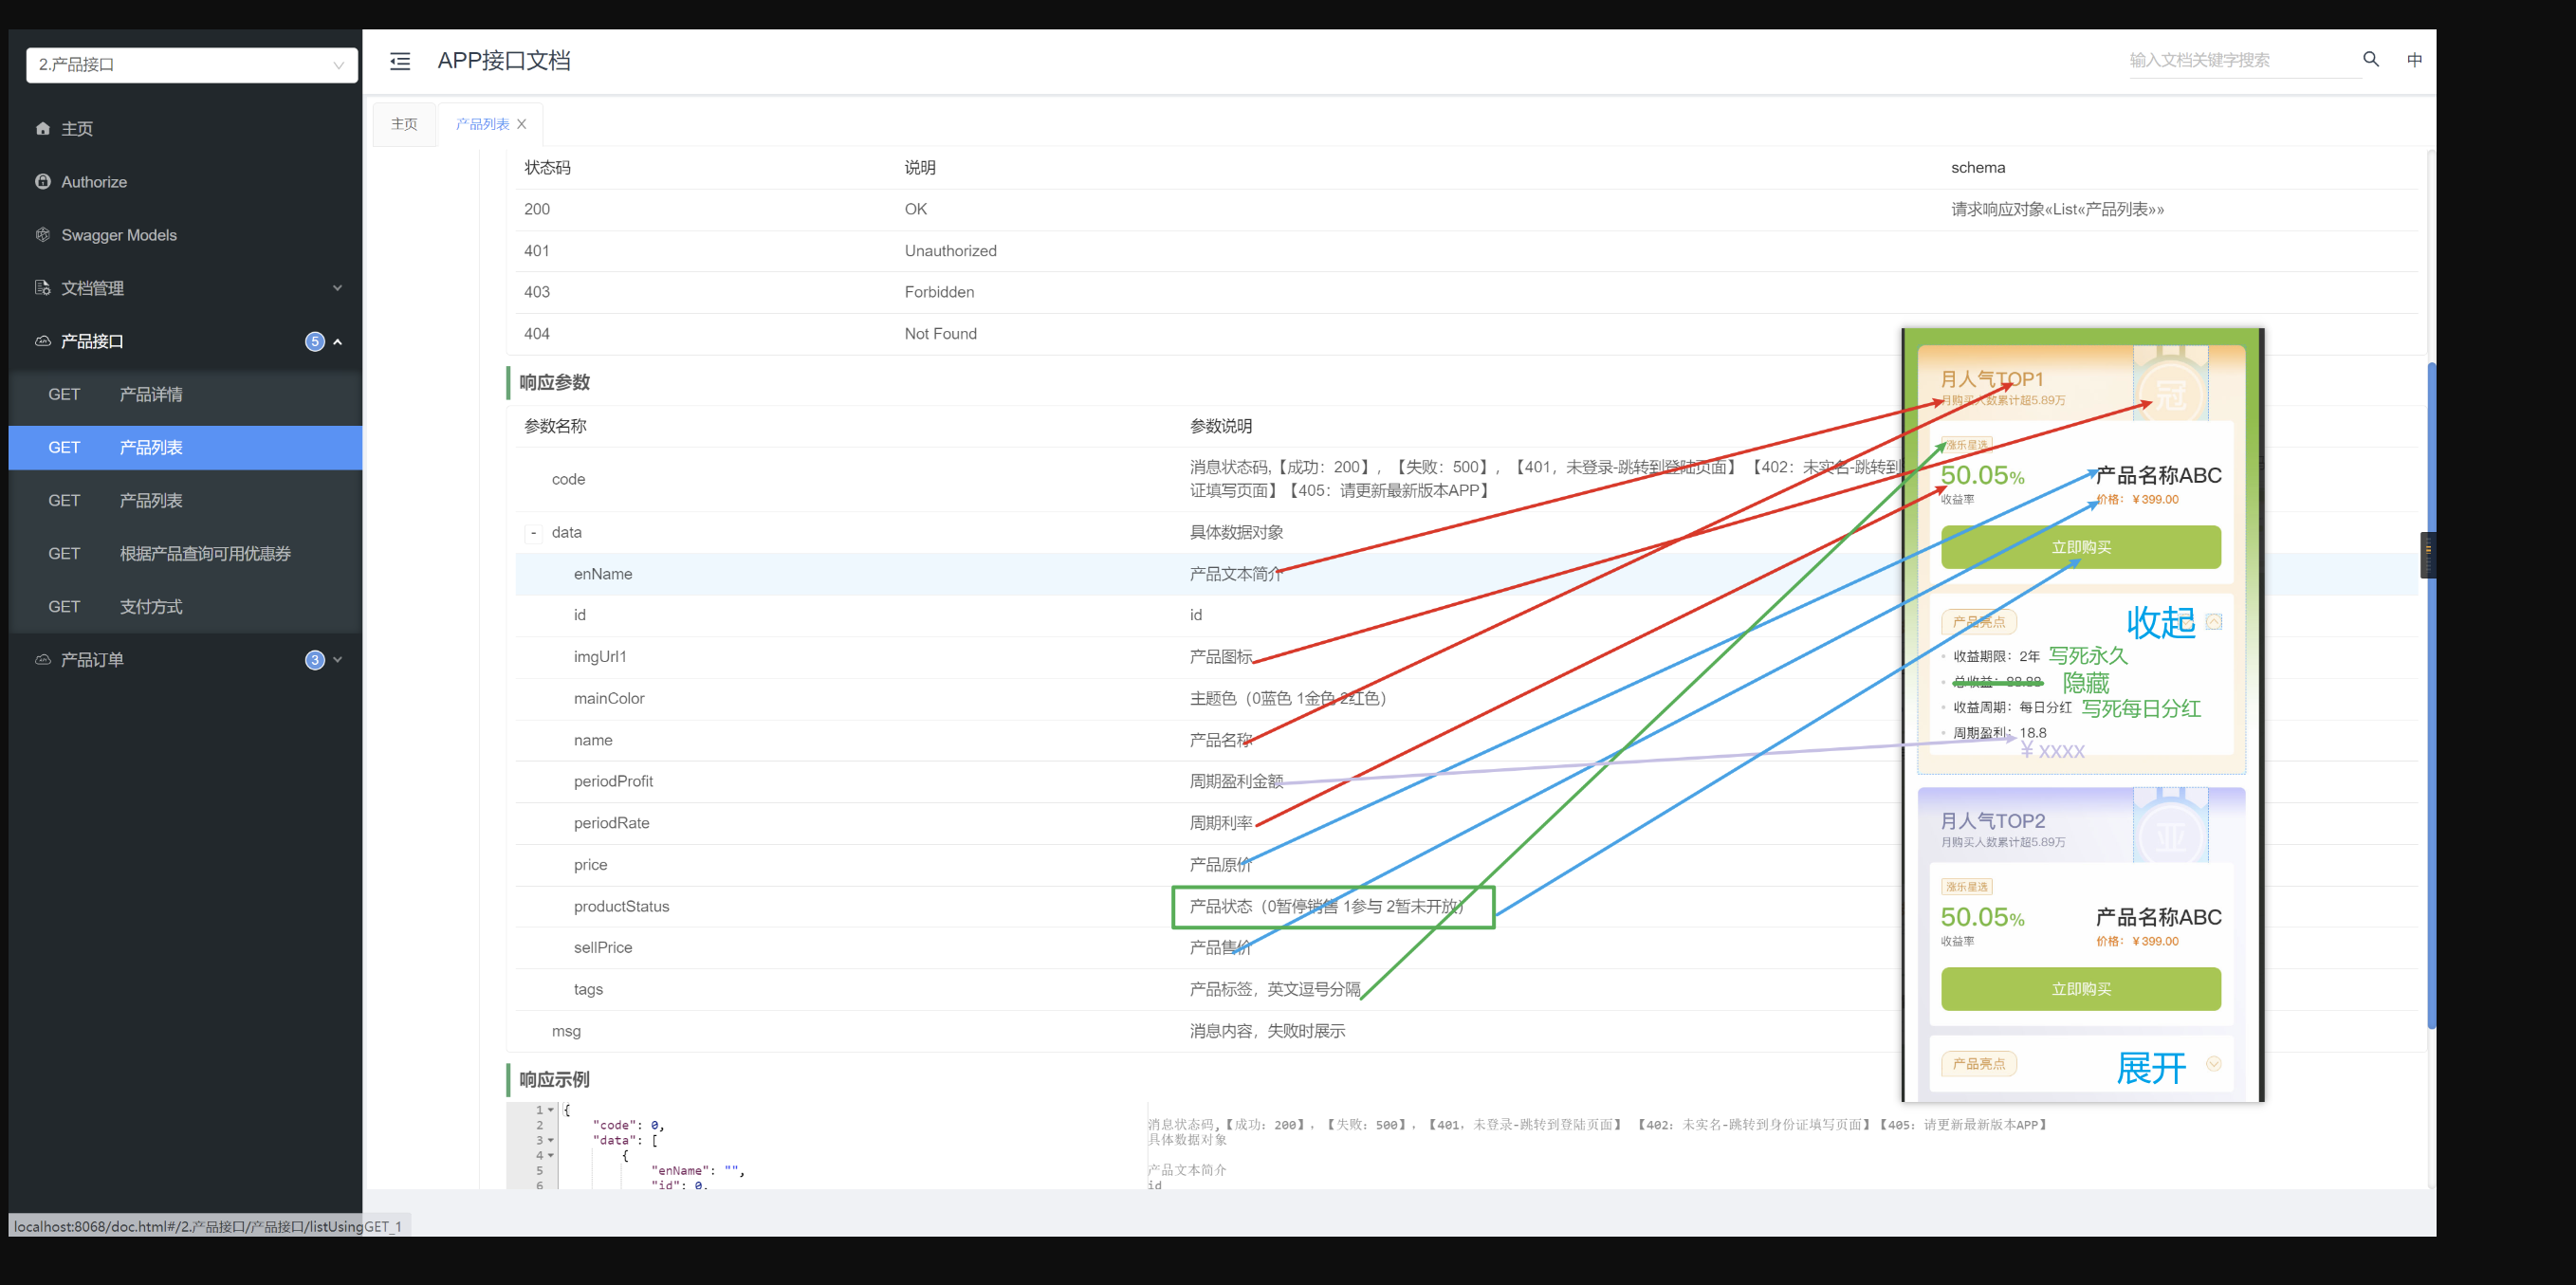 2.产品接口
APP接口文档
输入文档关键字搜索
中
主页
Authorize
Swagger Models
文档管理
产品接口
5
GET 产品详情
GET 产品列表
GET 产品列表
GET 根据产品查询可用优惠券
GET 支付方式
产品订单
3
主页
产品列表 X
状态码 说明 schema
200 OK 请求响应对象«List«产品列表»»
401 Unauthorized
403 Forbidden
404 Not Found
响应参数
参数名称 参数说明
code 消息状态码,【成功：200】，【失败：500】，【401，未登录-跳转到登陆页面】【402：未实名-跳转到
证填写页面】【405：请更新最新版本APP】
- data 具体数据对象
enName 产品文本简介
id id
imgUrl1 产品图标
mainColor 主题色（0蓝色 1金色 2红色）
name 产品名称
periodProfit 周期盈利金额
periodRate 周期利率
price 产品原价
productStatus 产品状态（0暂停销售 1参与 2暂未开放）
sellPrice 产品售价
tags 产品标签，英文逗号分隔
msg 消息内容，失败时展示
月人气TOP1
月购买人数累计超5.89万
冠
涨乐星选
50.05%
收益率
产品名称ABC
价格：￥399.00
立即购买
产品亮点
收起
收益期限：2年 写死永久
总收益：88.88 隐藏
收益周期：每日分红 写死每日分红
周期盈利：18.8
￥xxxx
月人气TOP2
月购买人数累计超5.89万
亚
涨乐星选
50.05%
收益率
产品名称ABC
价格：￥399.00
立即购买
产品亮点
展开
响应示例
1 {
2 "code": 0, 消息状态码,【成功：200】，【失败：500】，【401，未登录-跳转到登陆页面】 【402：未实名-跳转到身份证填写页面】【405：请更新最新版本APP】
3 "data": [ 具体数据对象
4 {
5 "enName": "", 产品文本简介
6 "id": 0, id
localhost:8068/doc.html#/2.产品接口/产品接口/listUsingGET_1